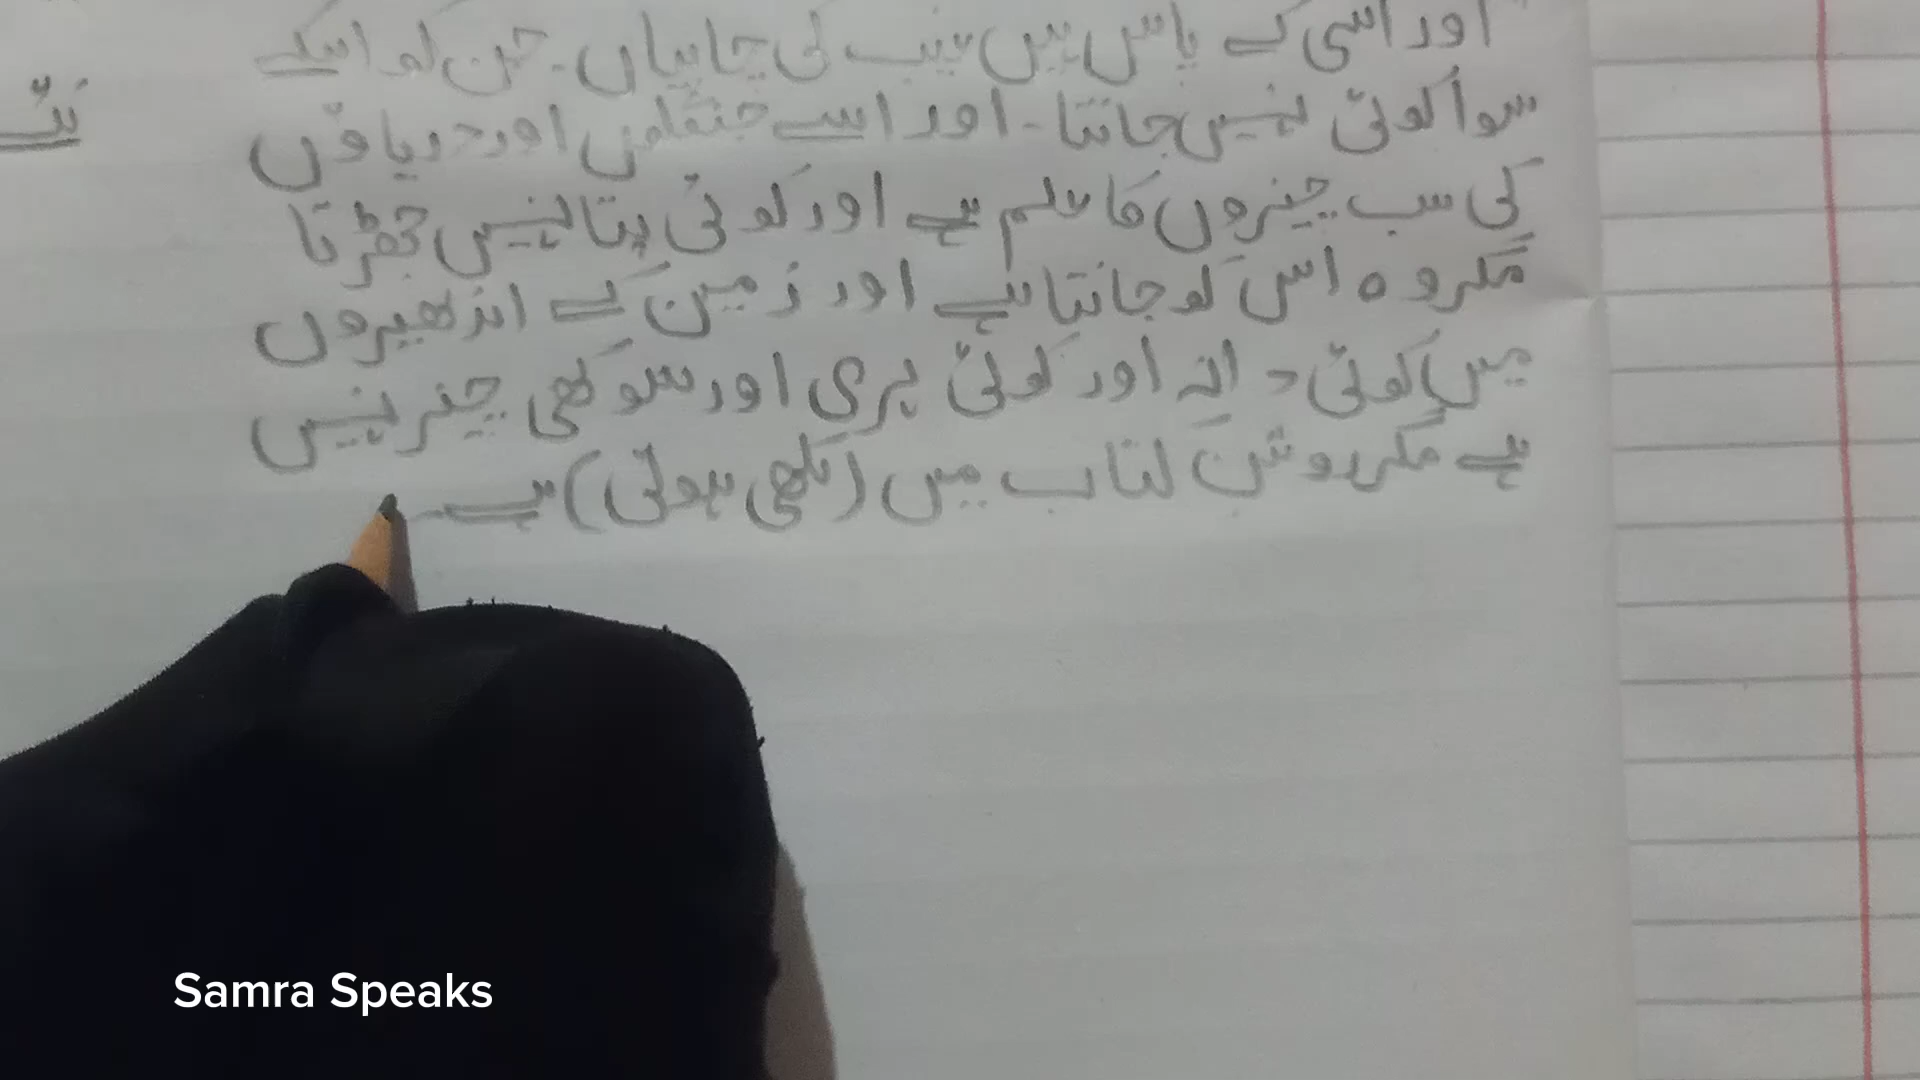 اور اسی کے پاس ہیں غیب کی چابیاں۔ جن کو اسکے
سوا کوئی نہیں جانتا۔ اور اسے جنگلوں اور دریاؤں
کی سب چیزوں کا علم ہے اور کوئی پتا نہیں جھڑتا
مگر وہ اس کو جانتا ہے اور زمین کے اندھیروں
میں کوئی دانہ اور کوئی ہری اور سوکھی چیز نہیں
ہے مگر روشن کتاب میں (لکھی ہوئی) ہے۔
Samra Speaks